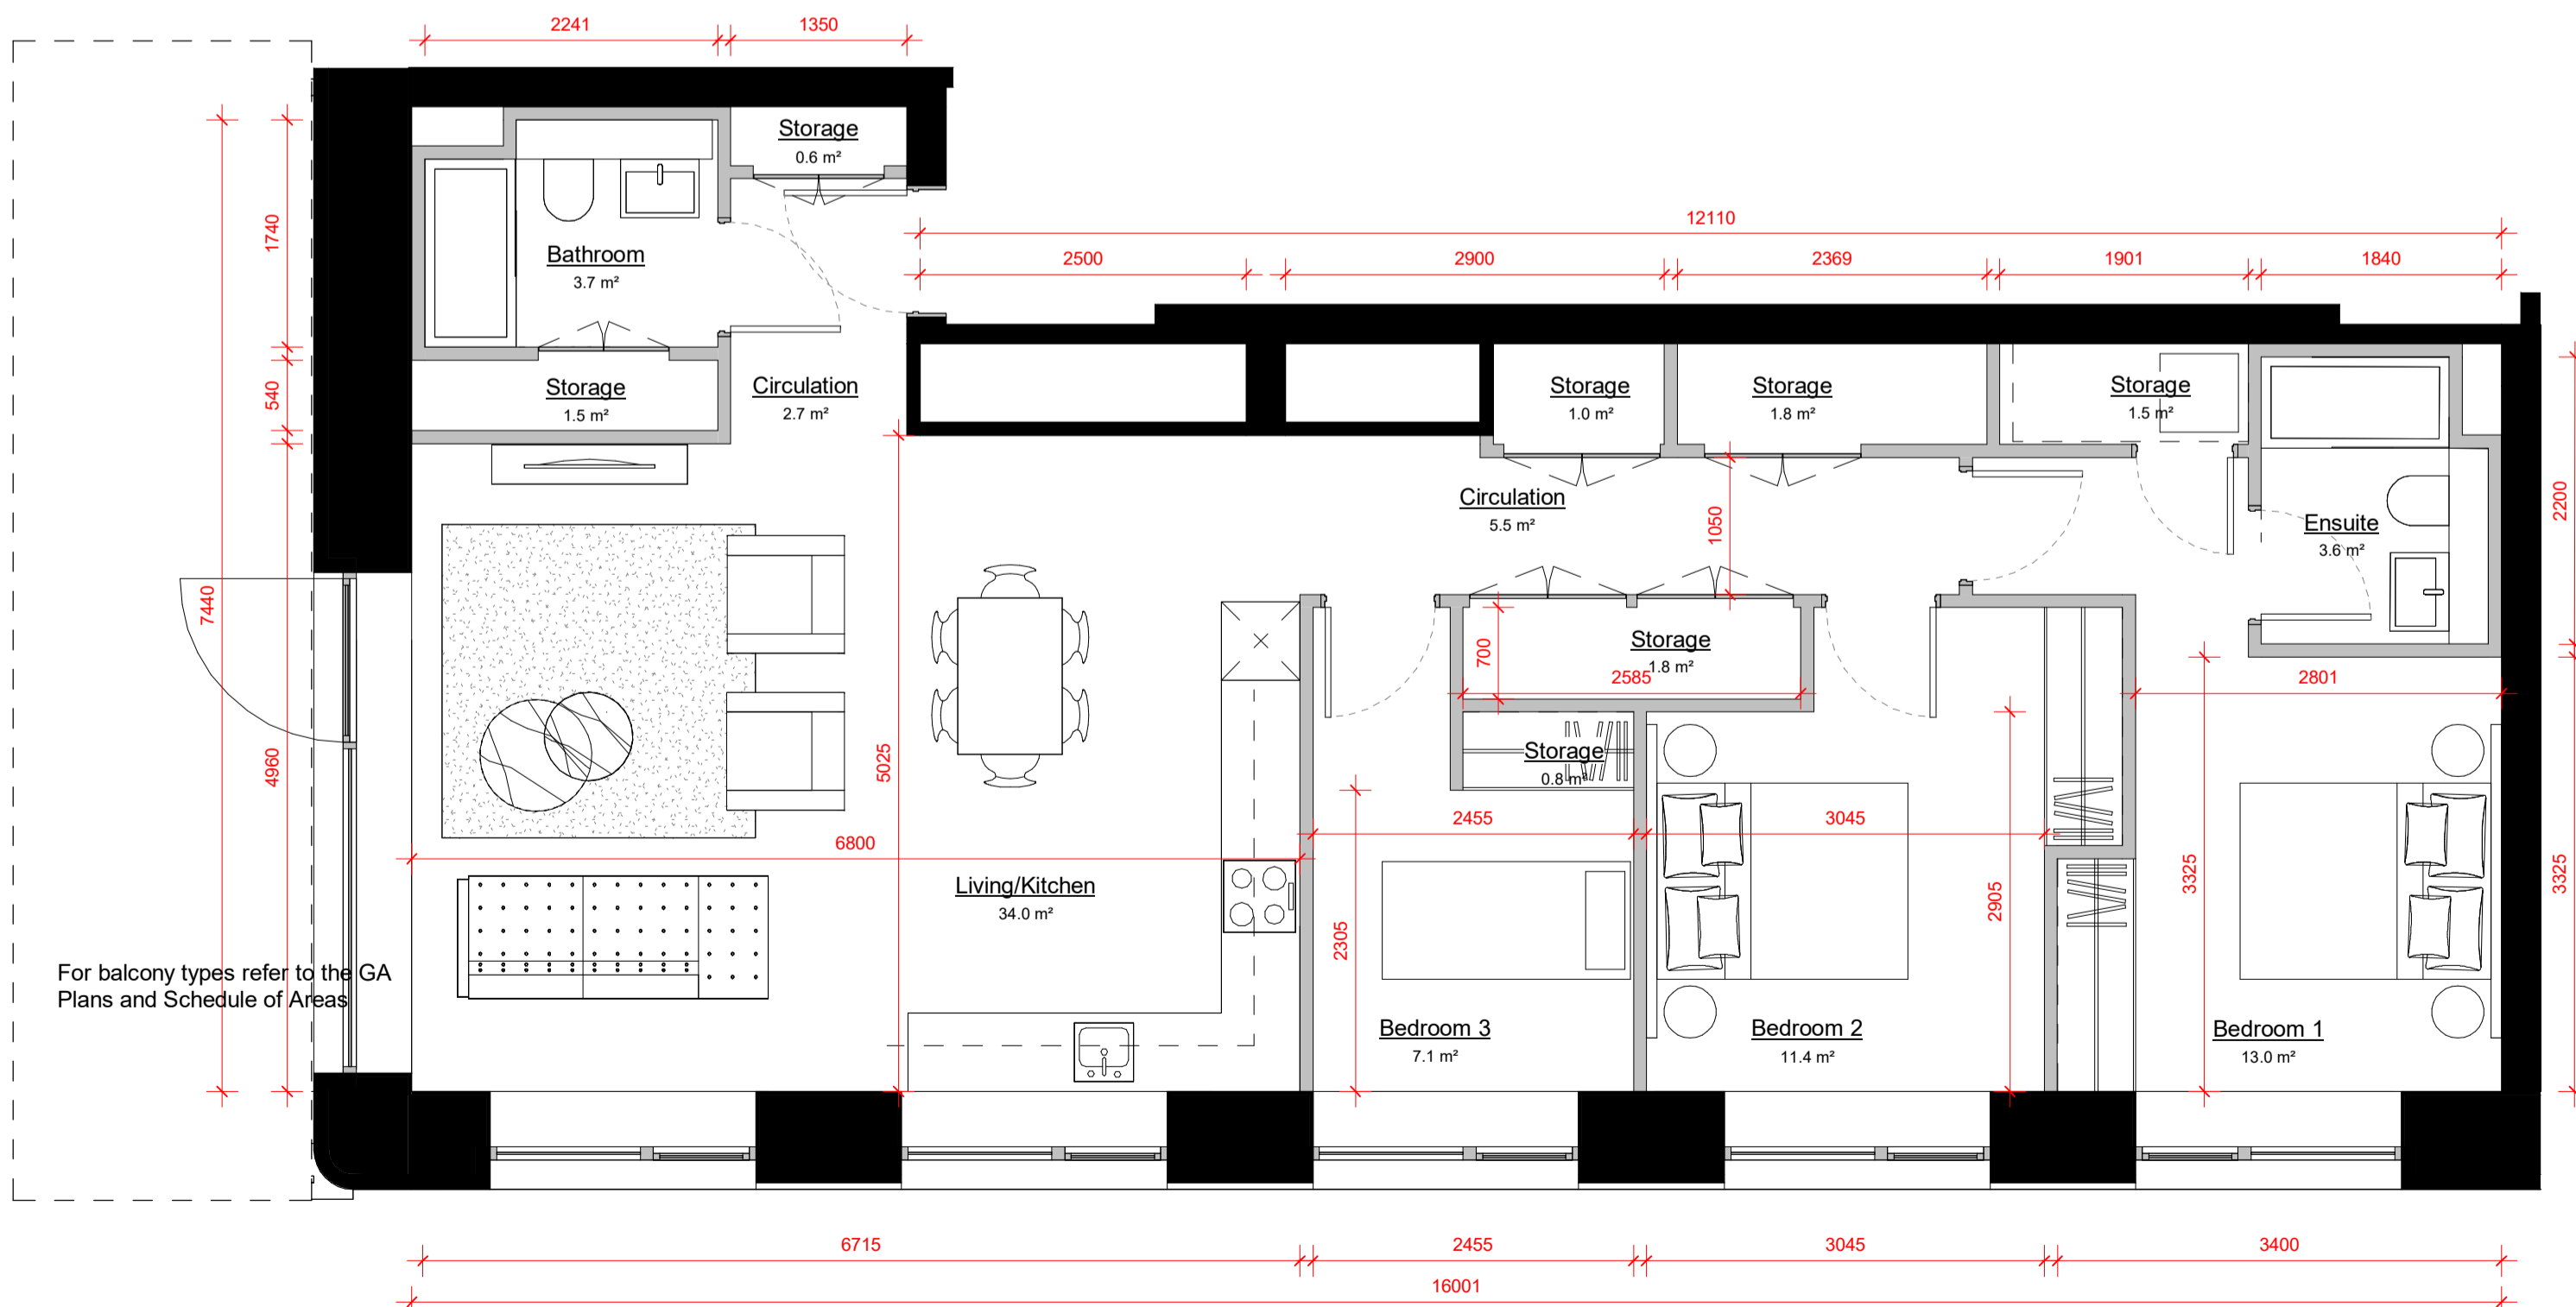 2241
1350
Storage
0.6 m²
12110
2500
2900
2369
1901
1840
1740
Bathroom
3.7 m²
540
Storage
1.5 m²
Circulation
2.7 m²
Storage
1.0 m²
Storage
1.8 m²
Storage
1.5 m²
Circulation
5.5 m²
1050
Ensuite
3.6 m²
2200
7440
4960
5025
700
Storage
1.8 m²
2585
2801
Storage
0.8 m²
2455
3045
6800
Living/Kitchen
34.0 m²
2305
2905
3325
3325
For balcony types refer to the GA
Plans and Schedule of Areas
Bedroom 3
7.1 m²
Bedroom 2
11.4 m²
Bedroom 1
13.0 m²
6715
2455
3045
3400
16001